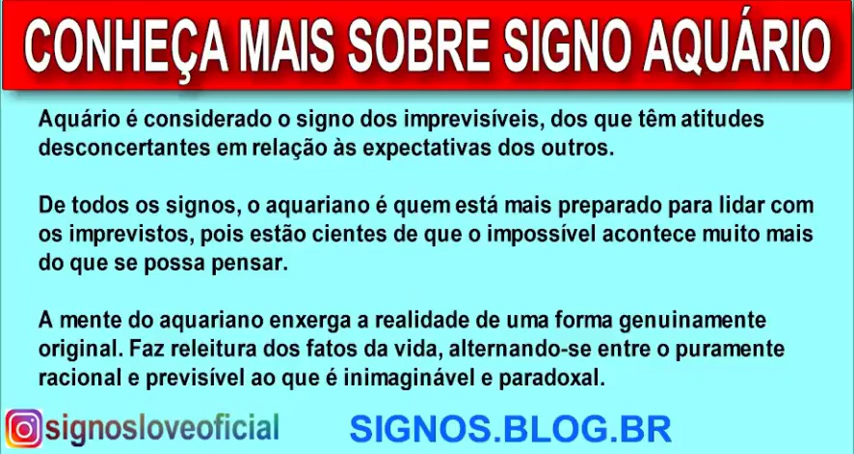 CONHEÇA MAIS SOBRE SIGNO AQUÁRIO
Aquário é considerado o signo dos imprevisíveis, dos que têm atitudes
desconcertantes em relação às expectativas dos outros.
De todos os signos, o aquariano é quem está mais preparado para lidar com
os imprevistos, pois estão cientes de que o impossível acontece muito mais
do que se possa pensar.
A mente do aquariano enxerga a realidade de uma forma genuinamente
original. Faz releitura dos fatos da vida, alternando-se entre o puramente
racional e previsível ao que é inimaginável e paradoxal.
signosloveoficial SIGNOS.BLOG.BR